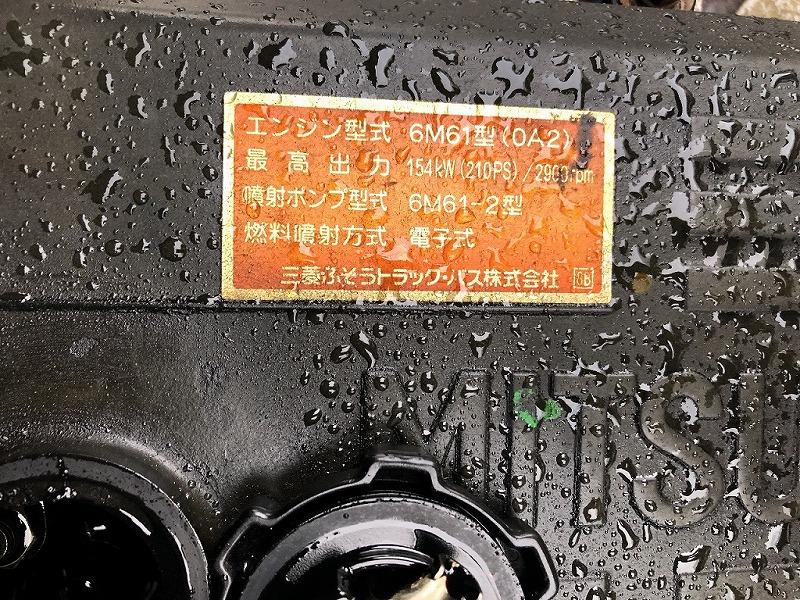 エンジン型式 6M61型(0A2)
最高出力 154kW(210PS)/2900rpm
噴射ポンプ型式 6M61-2型
燃料噴射方式 電子式
三菱ふそうトラック・バス株式会社
MITSU